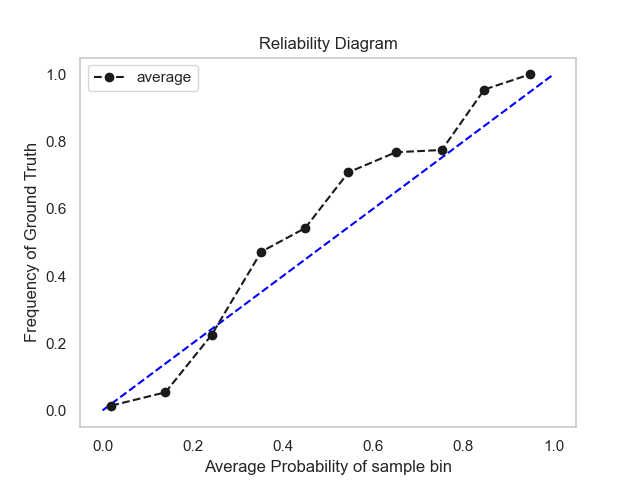 Reliability Diagram
average
Frequency of Ground Truth
1.0
0.8
0.6
0.4
0.2
0.0
0.0 0.2 0.4 0.6 0.8 1.0
Average Probability of sample bin